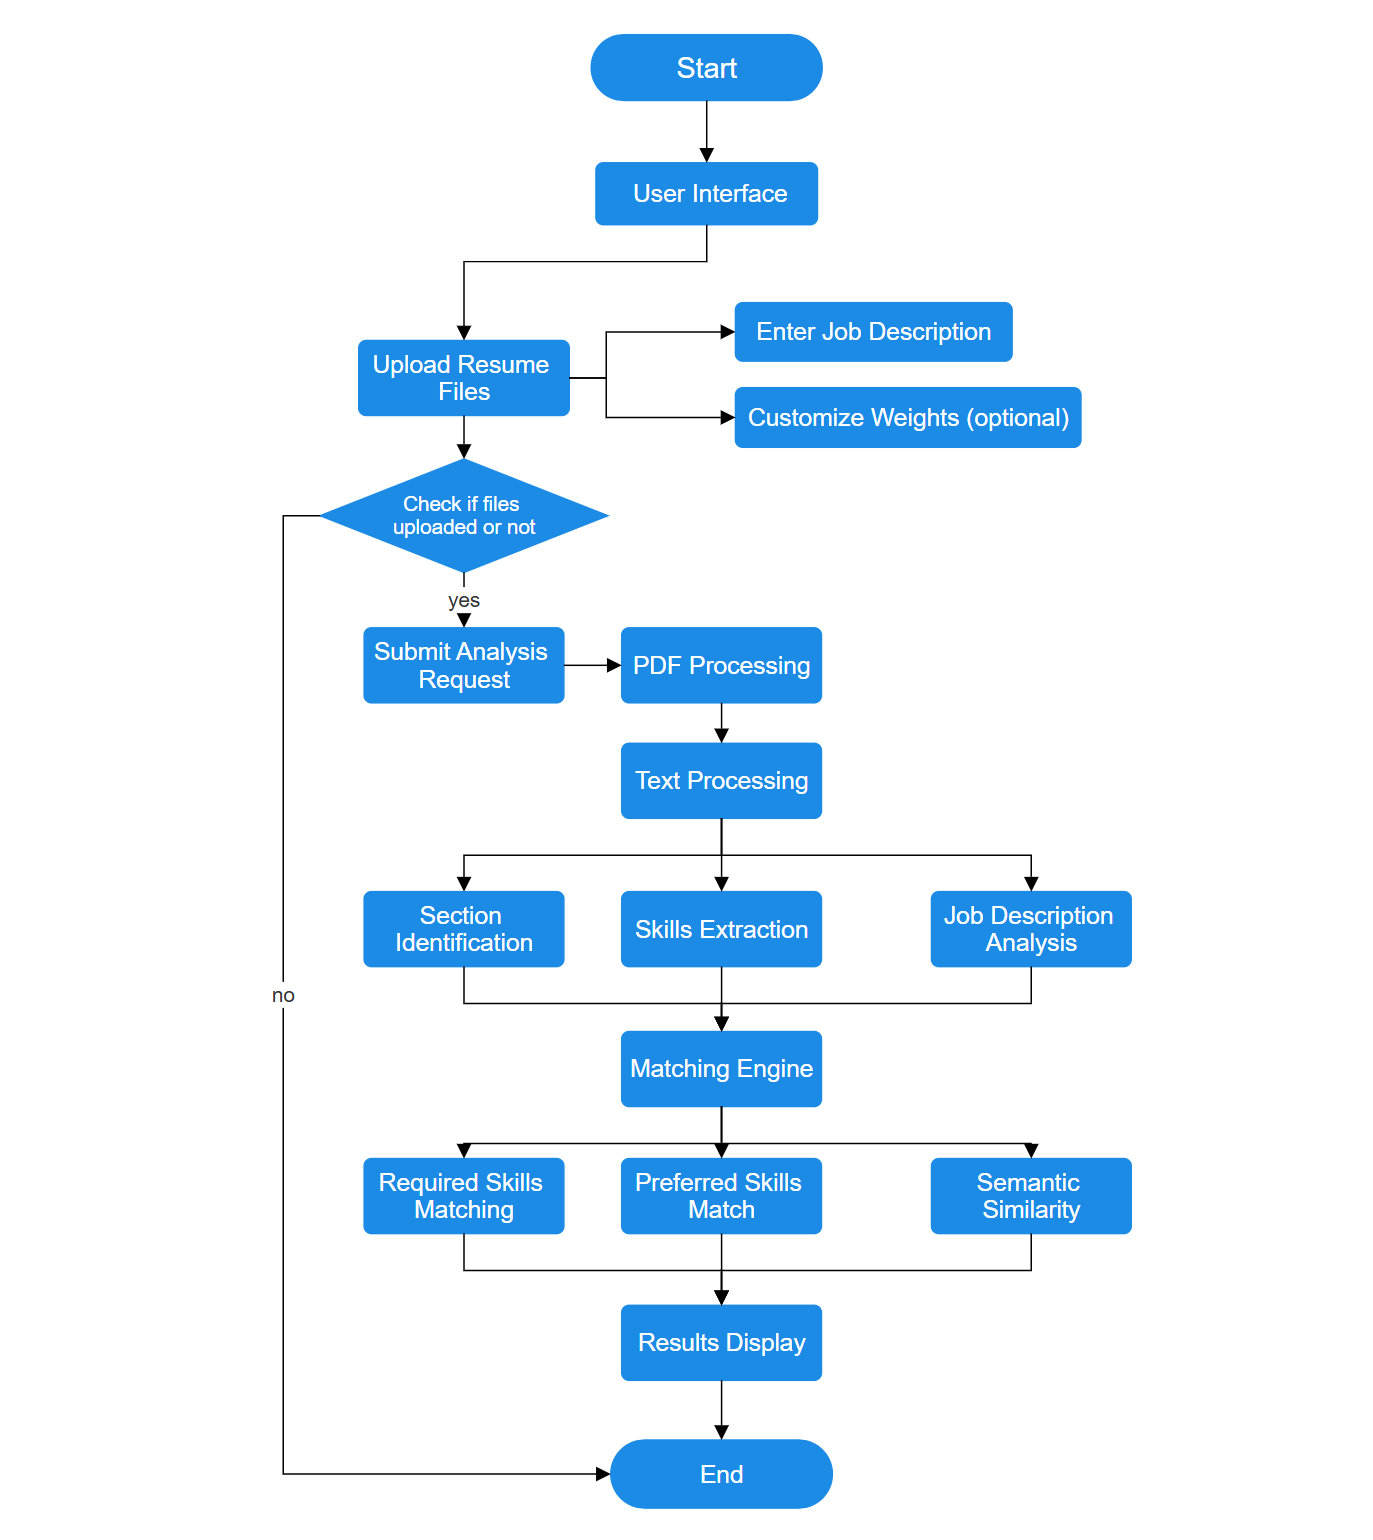 Start
User Interface
Enter Job Description
Upload Resume
Files
Customize Weights (optional)
Check if files
uploaded or not
yes
Submit Analysis
Request
PDF Processing
Text Processing
Section
Identification
Skills Extraction
Job Description
Analysis
no
Matching Engine
Required Skills
Matching
Preferred Skills
Match
Semantic
Similarity
Results Display
End